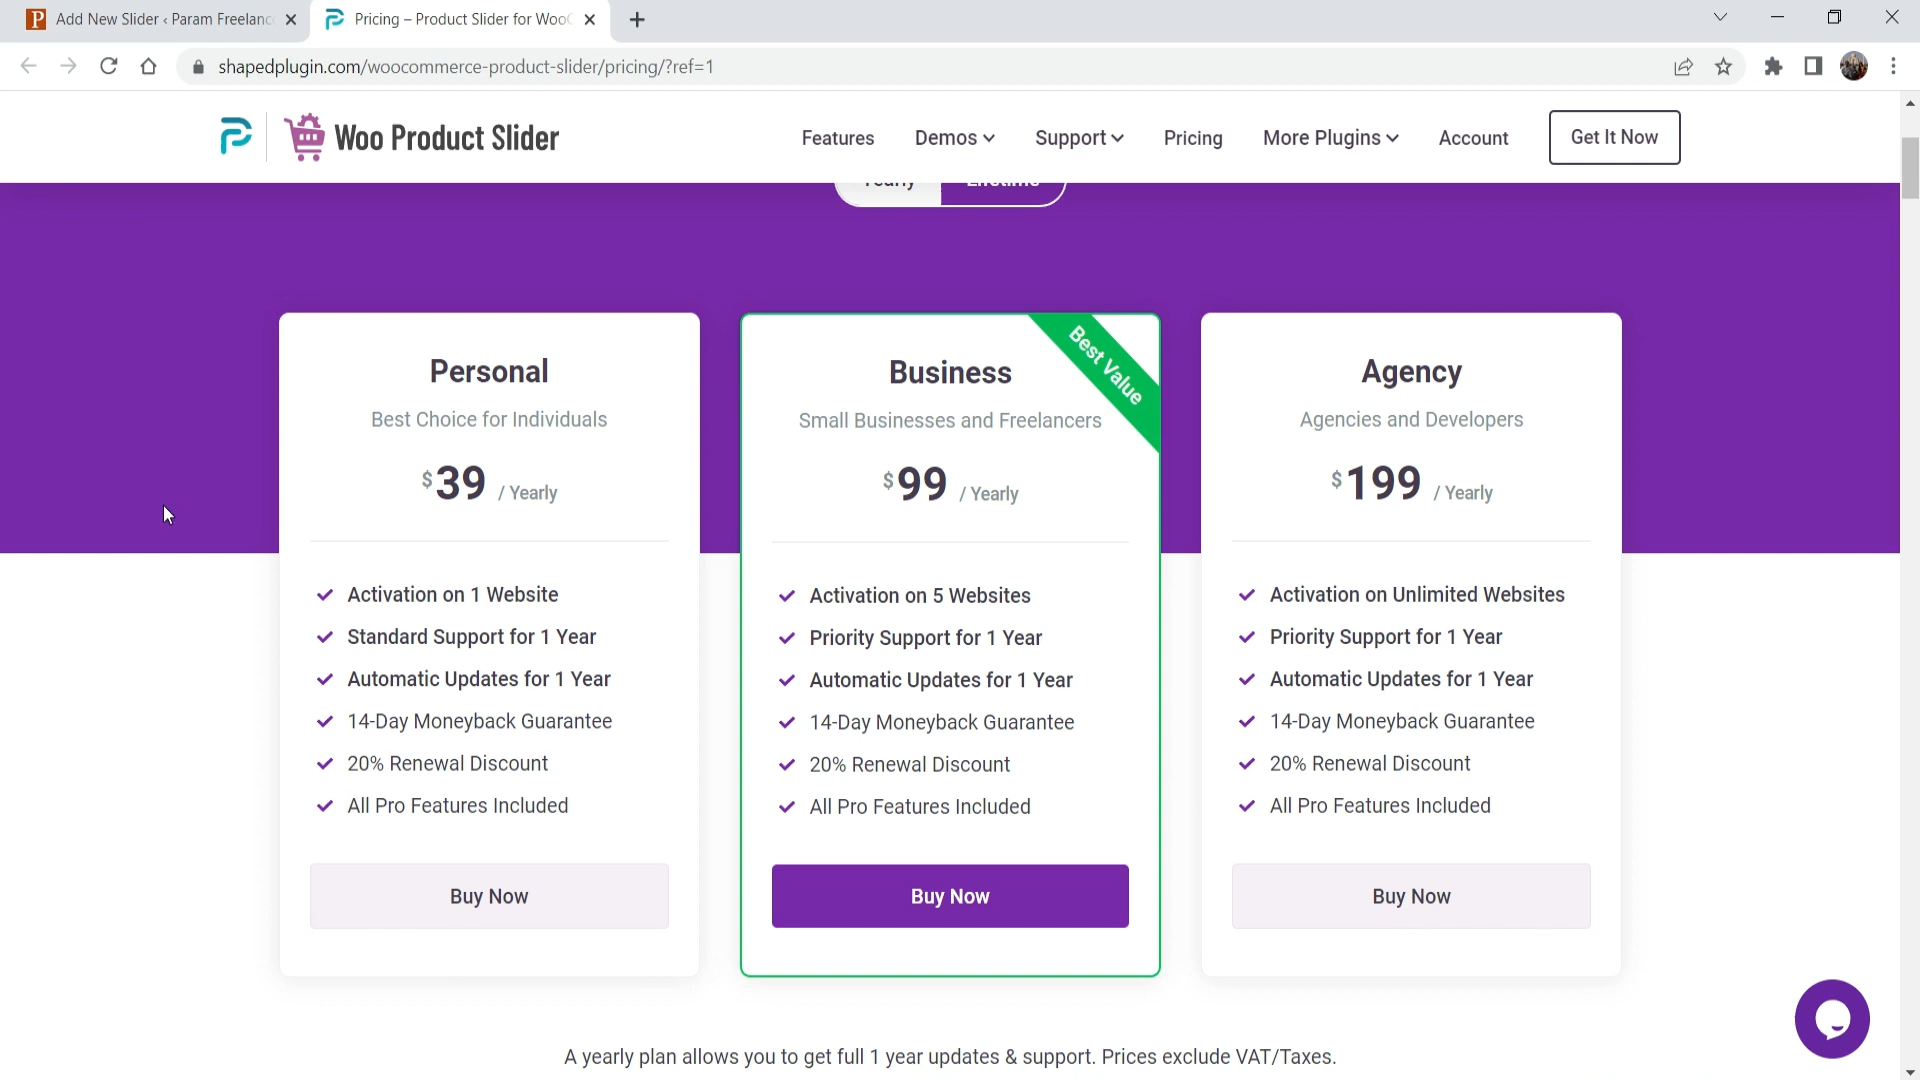 P Add New Slider ‹ Param Freelanc
Pricing – Product Slider for WooC
shapedplugin.com/woocommerce-product-slider/pricing/?ref=1
Woo Product Slider
Features
Demos
Support
Pricing
More Plugins
Account
Get It Now
Yearly
Lifetime
Personal
Best Choice for Individuals
$39 / Yearly
Activation on 1 Website
Standard Support for 1 Year
Automatic Updates for 1 Year
14-Day Moneyback Guarantee
20% Renewal Discount
All Pro Features Included
Buy Now
Best Value
Business
Small Businesses and Freelancers
$99 / Yearly
Activation on 5 Websites
Priority Support for 1 Year
Automatic Updates for 1 Year
14-Day Moneyback Guarantee
20% Renewal Discount
All Pro Features Included
Buy Now
Agency
Agencies and Developers
$199 / Yearly
Activation on Unlimited Websites
Priority Support for 1 Year
Automatic Updates for 1 Year
14-Day Moneyback Guarantee
20% Renewal Discount
All Pro Features Included
Buy Now
A yearly plan allows you to get full 1 year updates & support. Prices exclude VAT/Taxes.